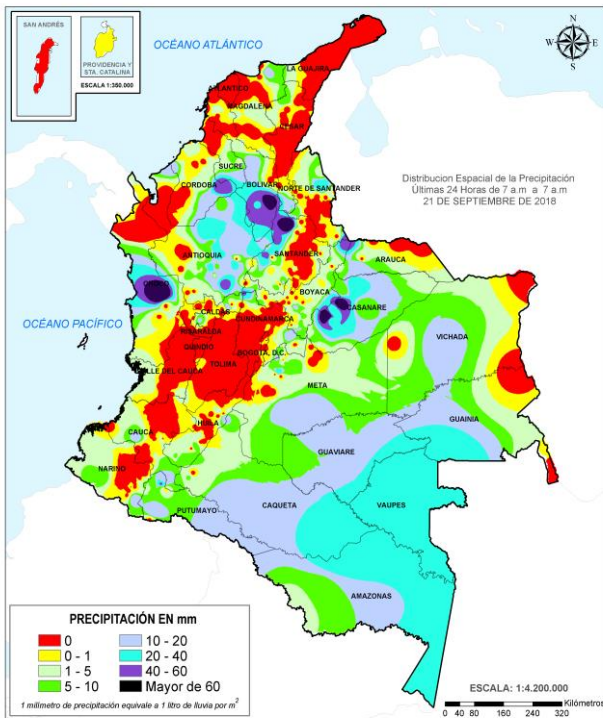 SAN ANDRÉS
PROVIDENCIA Y
STA. CATALINA
ESCALA 1:350.000
OCÉANO ATLÁNTICO
N
W
E
S
LA GUAJIRA
ATLANTICO
MAGDALENA
CESAR
SUCRE
Distribucion Espacial de la Precipitación
Últimas 24 Horas de 7 a.m a 7 a.m
21 DE SEPTIEMBRE DE 2018
CORDOBA
BOLIVAR
NORTE DE SANTANDER
ANTIOQUIA
SANTANDER
ARAUCA
CHOCO
BOYACA
CASANARE
OCÉANO PACÍFICO
CALDAS
CUNDINAMARCA
RISARALDA
VICHADA
QUINDIO
BOGOTA, D.C.
TOLIMA
VALLE DEL CAUCA
META
GUAINIA
HUILA
CAUCA
GUAVIARE
NARIÑO
CAQUETA
VAUPES
PUTUMAYO
AMAZONAS
PRECIPITACIÓN EN mm
0
0 - 1
1 - 5
5 - 10
10 - 20
20 - 40
40 - 60
Mayor de 60
1 milimetro de precipitación equivale a 1 litro de lluvia por m²
ESCALA: 1:4.200.000
Kilómetros
0 40 80 160 240 320